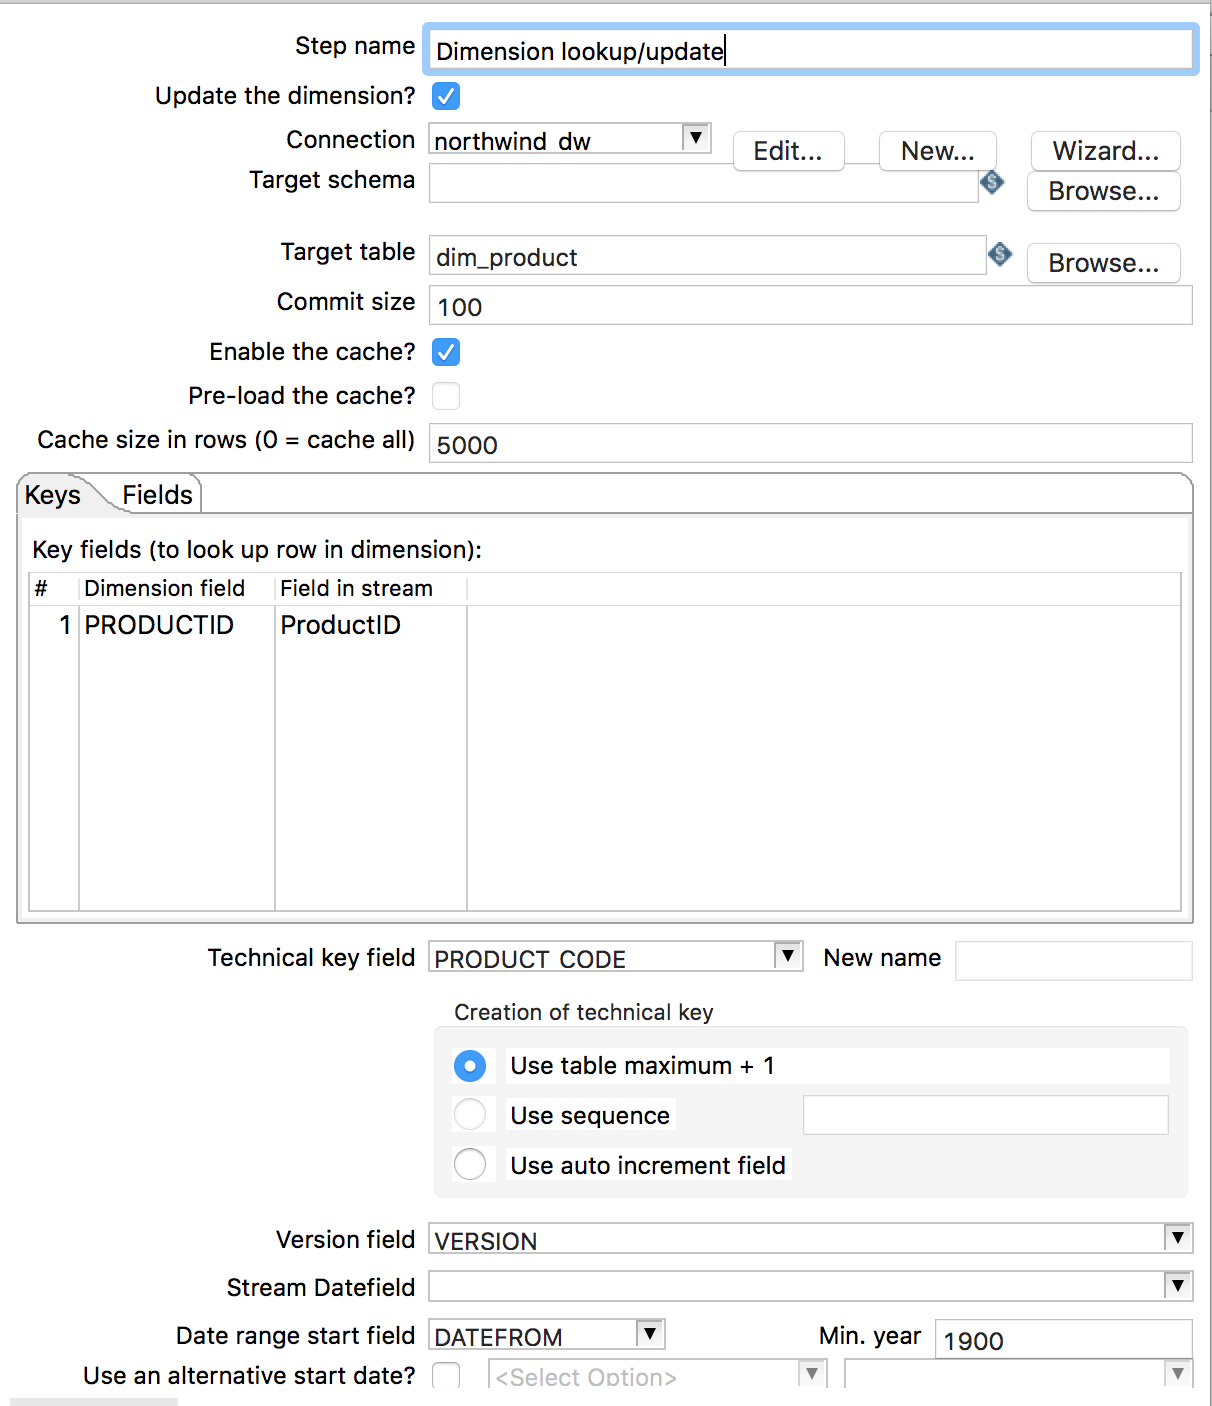 Step name Dimension lookup/update
Update the dimension?
Connection northwind_dw Edit... New... Wizard...
Target schema Browse...
Target table dim_product Browse...
Commit size 100
Enable the cache?
Pre-load the cache?
Cache size in rows (0 = cache all) 5000
Keys Fields
Key fields (to look up row in dimension):
# Dimension field Field in stream
1 PRODUCTID ProductID
Technical key field PRODUCT_CODE New name
Creation of technical key
Use table maximum + 1
Use sequence
Use auto increment field
Version field VERSION
Stream Datefield
Date range start field DATEFROM Min. year 1900
Use an alternative start date? <Select Option>